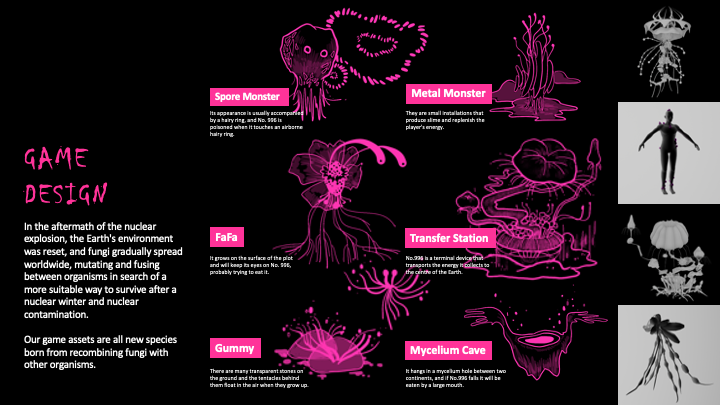 GAME
DESIGN
In the aftermath of the nuclear
explosion, the Earth's environment
was reset, and fungi gradually spread
worldwide, mutating and fusing
between organisms in search of a
more suitable way to survive after a
nuclear winter and nuclear
contamination.
Our game assets are all new species
born from recombining fungi with
other organisms.
Spore Monster
Its appearance is usually accompanied
by a hairy ring, and No. 996 is
poisoned when it touches an airborne
hairy ring.
Metal Monster
They are small installations that
produce slime and replenish the
player's energy.
FaFa
It grows on the surface of the plot
and will keep its eyes on No. 996,
probably trying to eat it.
Transfer Station
No.996 is a terminal device that
transports the energy it collects to
the centre of the Earth.
Gummy
There are many transparent stones on
the ground and the tentacles behind
them float in the air when they grow up.
Mycelium Cave
It hangs in a mycelium hole between two
continents, and if No.996 falls it will be
eaten by a large mouth.